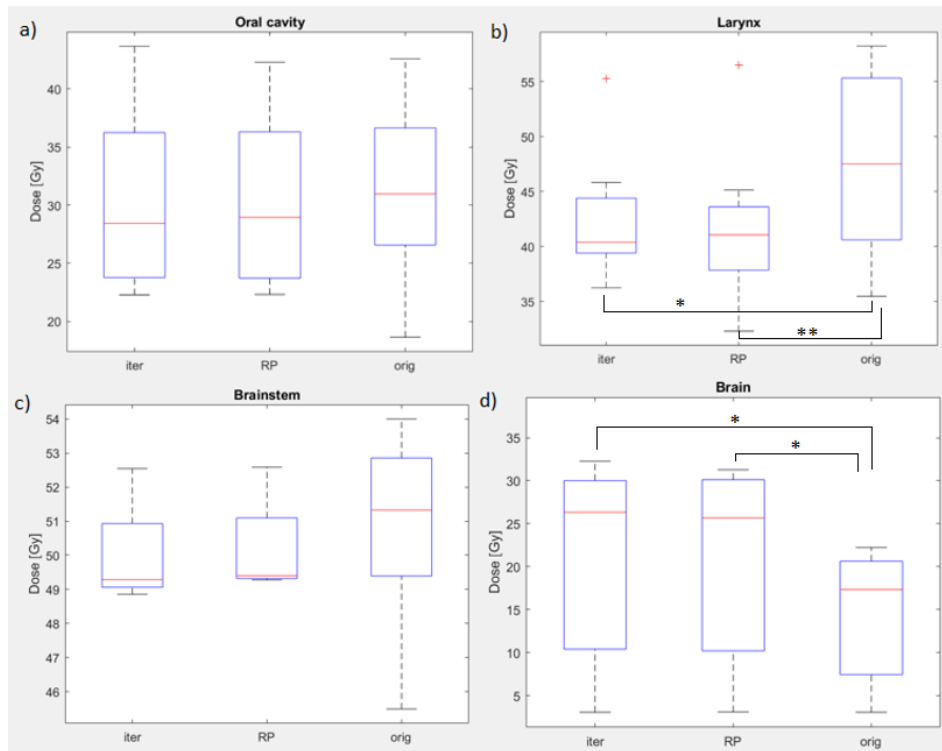 a)
Oral cavity
Dose [Gy]
40
35
30
25
20
iter RP orig
b)
Larynx
Dose [Gy]
55
50
45
40
35
*
**
iter RP orig
c)
Brainstem
Dose [Gy]
54
53
52
51
50
49
48
47
46
iter RP orig
d)
Brain
Dose [Gy]
35
30
25
20
15
10
5
*
*
iter RP orig